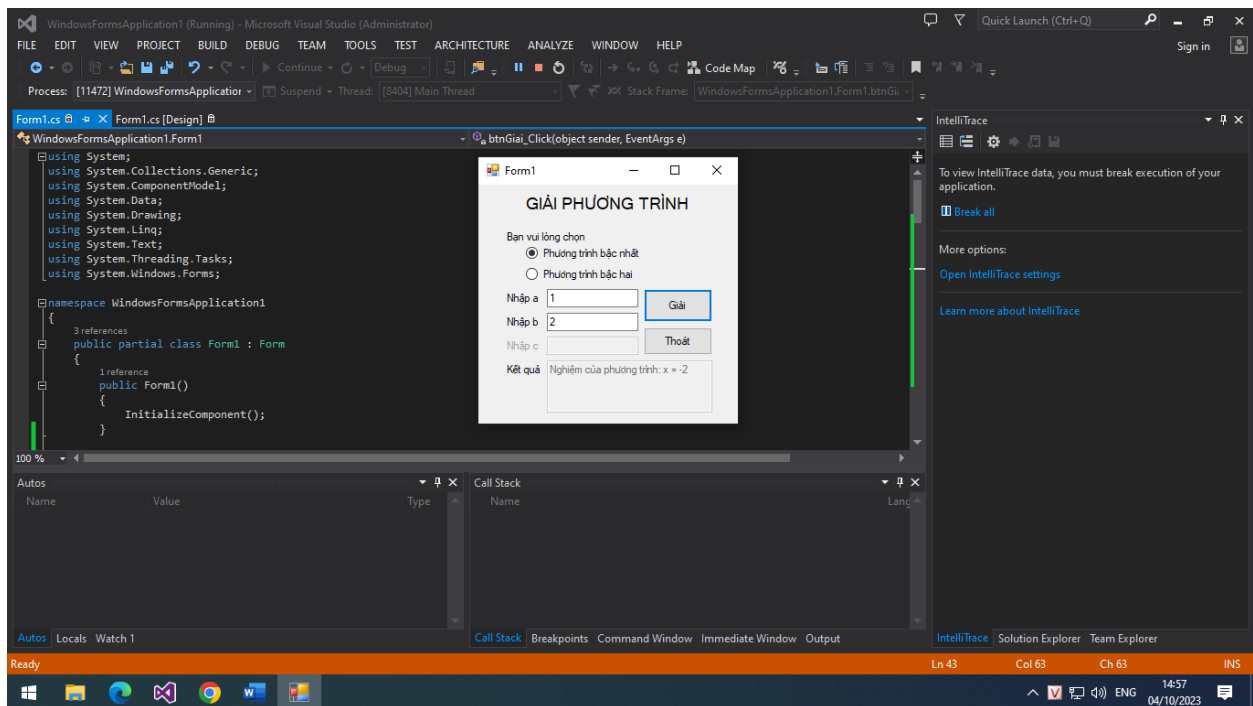 WindowsFormsApplication1 (Running) - Microsoft Visual Studio (Administrator)
Quick Launch (Ctrl+Q)
FILE EDIT VIEW PROJECT BUILD DEBUG TEAM TOOLS TEST ARCHITECTURE ANALYZE WINDOW HELP
Sign in
Continue Debug Code Map
Process: [11472] WindowsFormsApplication Suspend Thread: [8404] Main Thread Stack Frame: WindowsFormsApplication1.Form1.btnGi
Form1.cs Form1.cs [Design]
WindowsFormsApplication1.Form1 btnGiai_Click(object sender, EventArgs e)
using System;
using System.Collections.Generic;
using System.ComponentModel;
using System.Data;
using System.Drawing;
using System.Linq;
using System.Text;
using System.Threading.Tasks;
using System.Windows.Forms;
namespace WindowsFormsApplication1
{
3 references
public partial class Form1 : Form
{
1 reference
public Form1()
{
InitializeComponent();
}
100 %
Form1
GIẢI PHƯƠNG TRÌNH
Bạn vui lòng chọn
Phương trình bậc nhất
Phương trình bậc hai
Nhập a 1
Giải
Nhập b 2
Thoát
Nhập c
Kết quả Nghiệm của phương trình: x = -2
IntelliTrace
To view IntelliTrace data, you must break execution of your
application.
Break all
More options:
Open IntelliTrace settings
Learn more about IntelliTrace
Autos
Name Value Type
Call Stack
Name Lang
Autos Locals Watch 1
Call Stack Breakpoints Command Window Immediate Window Output
IntelliTrace Solution Explorer Team Explorer
Ready
Ln 43 Col 63 Ch 63 INS
ENG
14:57
04/10/2023